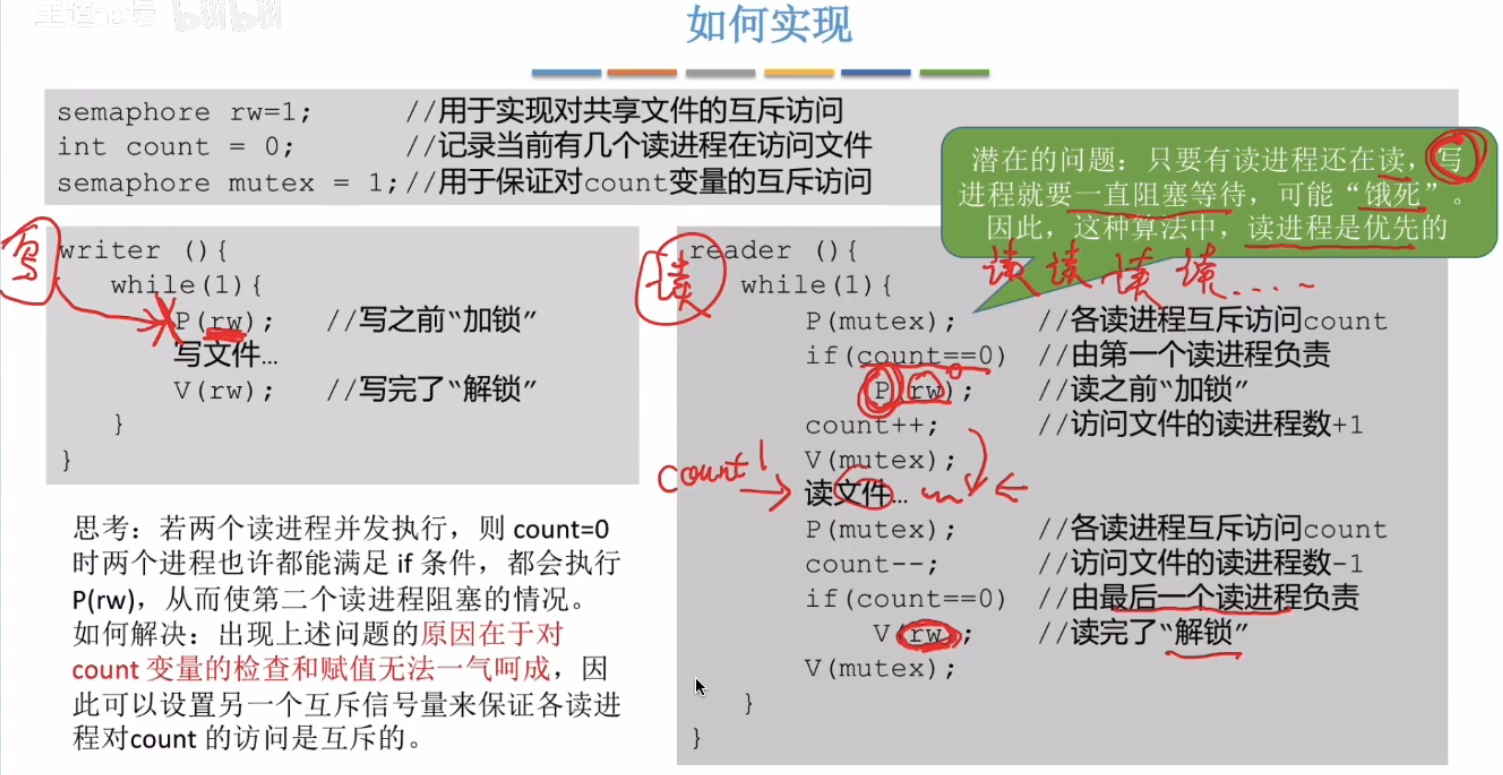 王道论坛 bilibili
如何实现
semaphore rw=1; //用于实现对共享文件的互斥访问
int count = 0; //记录当前有几个读进程在访问文件
semaphore mutex = 1; //用于保证对count变量的互斥访问
潜在的问题：只要有读进程还在读，写
进程就要一直阻塞等待，可能“饿死”。
因此，这种算法中，读进程是优先的
写
writer (){
while(1){
P(rw); //写之前“加锁”
写文件…
V(rw); //写完了“解锁”
}
}
读
reader (){
读 读 读 读....
while(1){
P(mutex); //各读进程互斥访问count
if(count==0) //由第一个读进程负责
P(rw); //读之前“加锁”
0
count++; //访问文件的读进程数+1
V(mutex);
count 1
读文件…
P(mutex); //各读进程互斥访问count
count--; //访问文件的读进程数-1
if(count==0) //由最后一个读进程负责
V(rw); //读完了“解锁”
V(mutex);
}
}
思考：若两个读进程并发执行，则 count=0
时两个进程也许都能满足 if 条件，都会执行
P(rw)，从而使第二个读进程阻塞的情况。
如何解决：出现上述问题的原因在于对
count 变量的检查和赋值无法一气呵成，因
此可以设置另一个互斥信号量来保证各读进
程对count 的访问是互斥的。